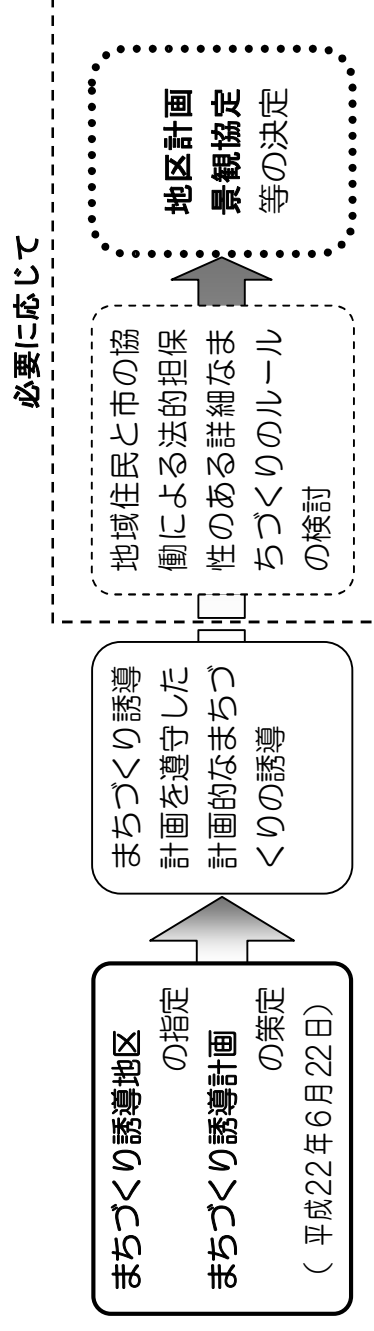 まちづくり誘導地区
の指定
まちづくり誘導計画
の策定
（ 平成22年6月22日）
まちづくり誘導
計画を遵守した
計画的なまちづ
くりの誘導
必要に応じて
地域住民と市の協
働による法的担保
性のある詳細なま
ちづくりのルール
の検討
地区計画
景観協定
等の決定